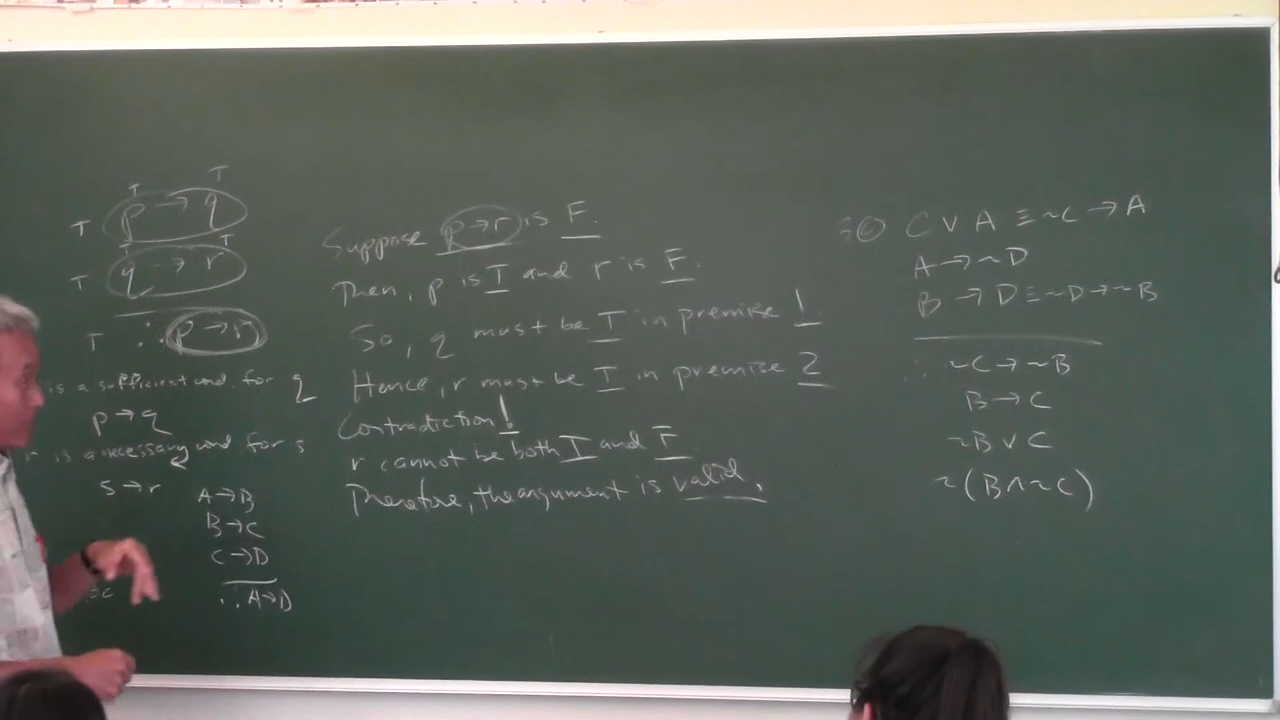 T T
T p → q
T T
T q → r
T ∴ p → r
is a sufficient cond. for q
p → q
r is a necessary cond for s
s → r
A → B
B → C
C → D
∴ A → D
Suppose p → r is F.
Then, p is T and r is F.
So, q must be T in premise 1.
Hence, r must be T in premise 2
Contradiction!
r cannot be both T and F
Therefore, the argument is valid.
C ∨ A ≡ ~C → A
A → ~D
B → D ≡ ~D → ~B
∴ ~C → ~B
B → C
~B ∨ C
~(B ∧ ~C)